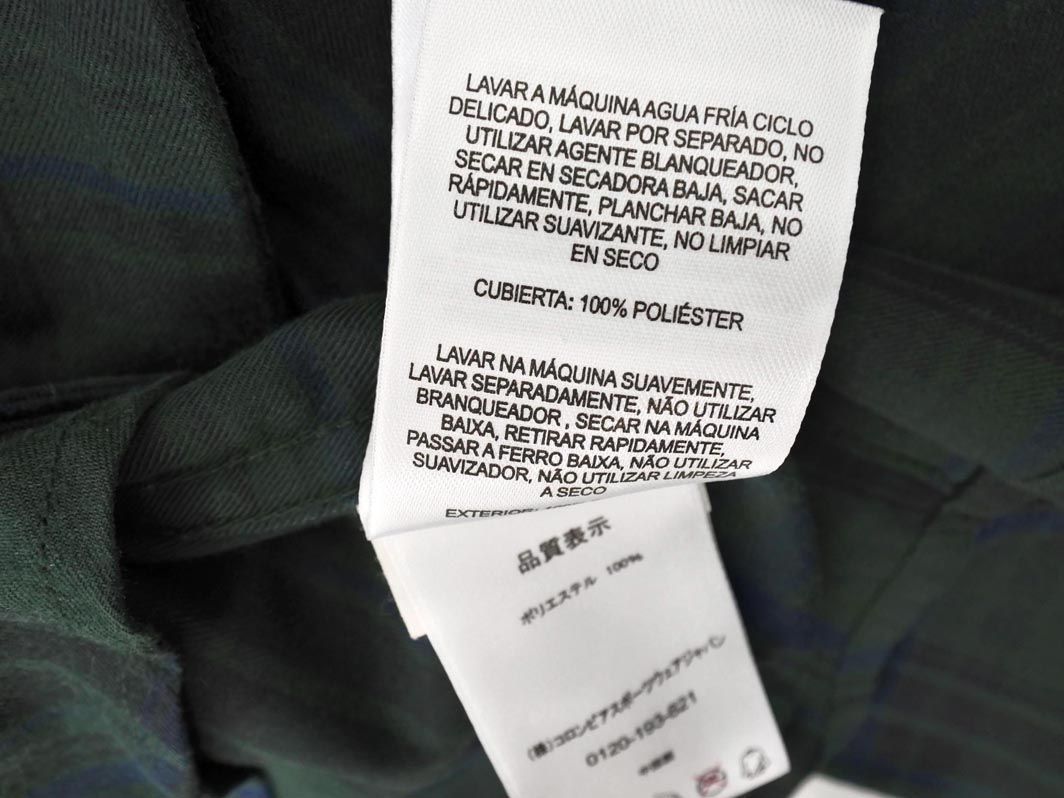 LAVAR A MÁQUINA AGUA FRÍA CICLO
DELICADO, LAVAR POR SEPARADO, NO
UTILIZAR AGENTE BLANQUEADOR,
SECAR EN SECADORA BAJA, SACAR
RÁPIDAMENTE, PLANCHAR BAJA, NO
UTILIZAR SUAVIZANTE, NO LIMPIAR
EN SECO
CUBIERTA: 100% POLIÉSTER
LAVAR NA MÁQUINA SUAVEMENTE,
LAVAR SEPARADAMENTE, NÃO UTILIZAR
BRANQUEADOR , SECAR NA MÁQUINA
BAIXA, RETIRAR RAPIDAMENTE,
PASSAR A FERRO BAIXA, NÃO UTILIZAR
SUAVIZADOR, NÃO UTILIZAR LIMPEZA
A SECO
EXTERIOR:
品質表示
ポリエステル 100%
(株)コロンビアスポーツウェアジャパン
0120-193-821
中国製